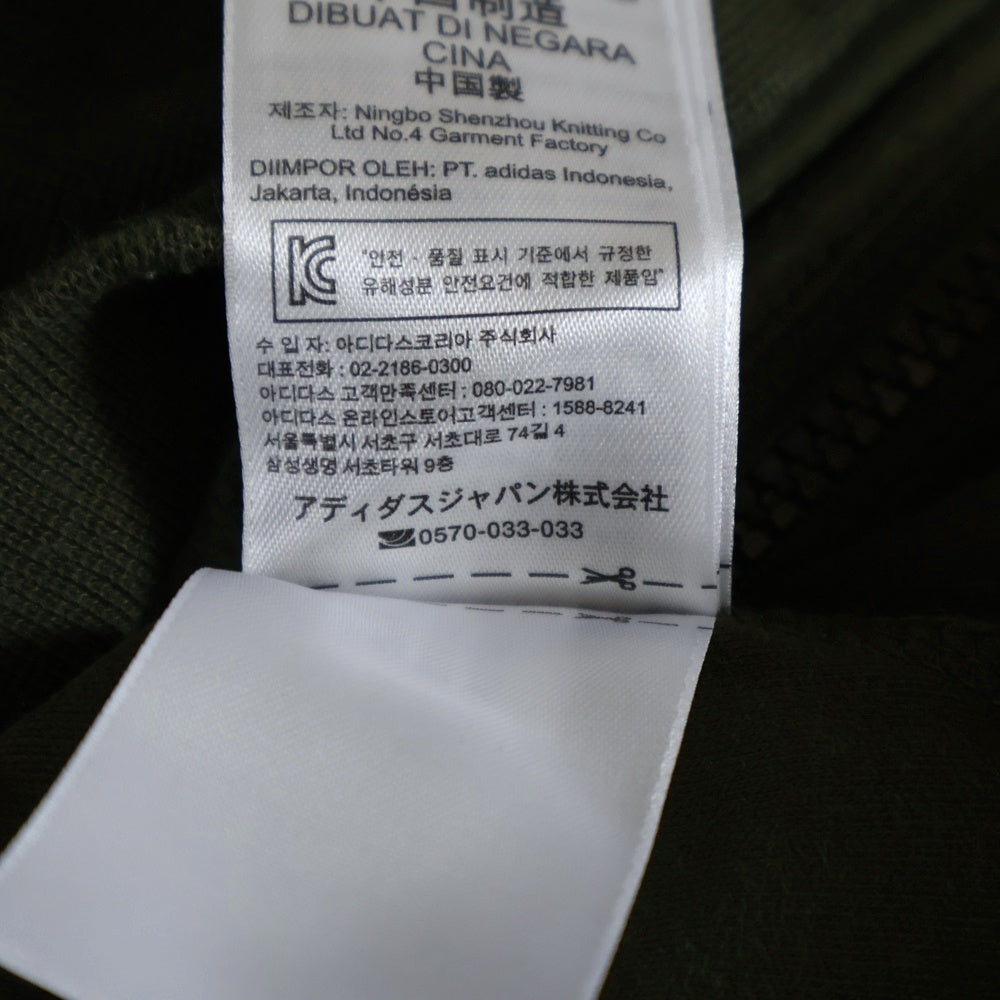 中国制造
DIBUAT DI NEGARA
CINA
中国製
제조자: Ningbo Shenzhou Knitting Co
Ltd No.4 Garment Factory
DIIMPOR OLEH: PT. adidas Indonesia,
Jakarta, Indonésia
"안전 · 품질 표시 기준에서 규정한
유해성분 안전요건에 적합한 제품임"
수 입 자: 아디다스코리아 주식회사
대표전화 : 02-2186-0300
아디다스 고객만족센터 : 080-022-7981
아디다스 온라인스토어고객센터 : 1588-8241
서울특별시 서초구 서초대로 74길 4
삼성생명 서초타워 9층
アディダスジャパン株式会社
0570-033-033